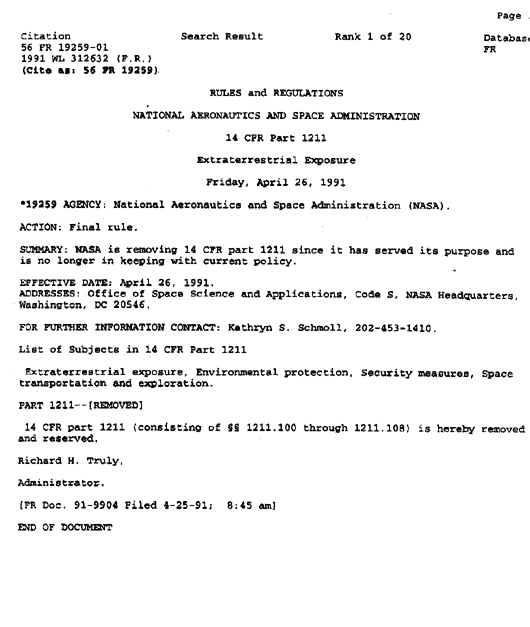 Page
Citation Search Result Rank 1 of 20 Database
56 FR 19259-01 FR
1991 WL 312632 (F.R.)
(Cite as: 56 FR 19259)
RULES and REGULATIONS
NATIONAL AERONAUTICS AND SPACE ADMINISTRATION
14 CFR Part 1211
Extraterrestrial Exposure
Friday, April 26, 1991
*19259 AGENCY: National Aeronautics and Space Administration (NASA).
ACTION: Final rule.
SUMMARY: NASA is removing 14 CFR part 1211 since it has served its purpose and
is no longer in keeping with current policy.
EFFECTIVE DATE: April 26, 1991.
ADDRESSES: Office of Space Science and Applications, Code S, NASA Headquarters,
Washington, DC 20546.
FOR FURTHER INFORMATION CONTACT: Kathryn S. Schmoll, 202-453-1410.
List of Subjects in 14 CFR Part 1211
Extraterrestrial exposure, Environmental protection, Security measures, Space
transportation and exploration.
PART 1211--[REMOVED]
14 CFR part 1211 (consisting of §§ 1211.100 through 1211.108) is hereby removed
and reserved.
Richard H. Truly,
Administrator.
[FR Doc. 91-9904 Filed 4-25-91; 8:45 am]
END OF DOCUMENT